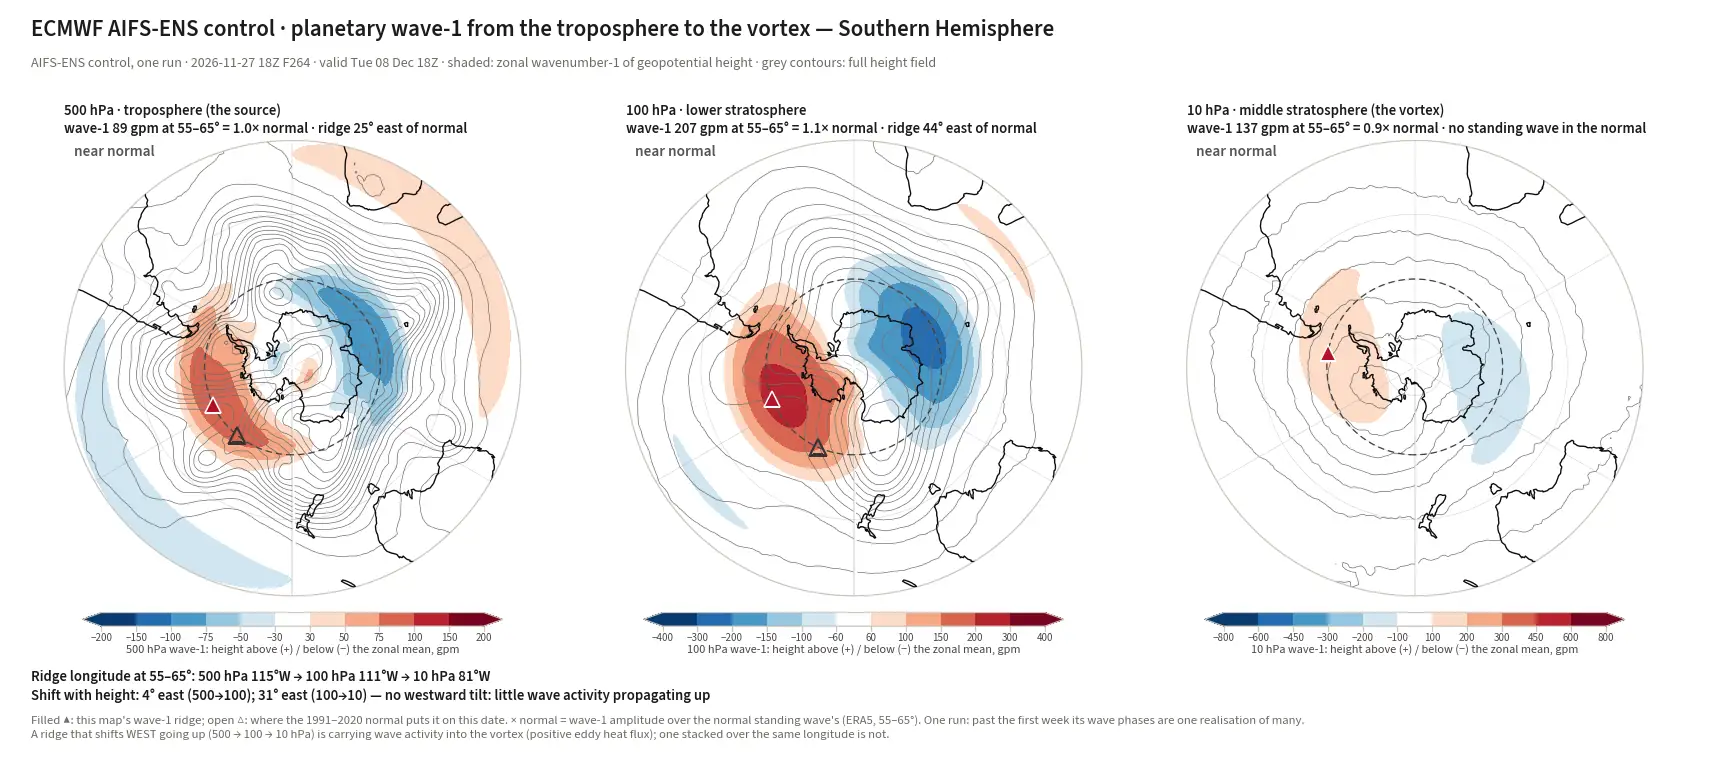 ECMWF AIFS-ENS control · planetary wave-1 from the troposphere to the vortex — Southern Hemisphere
AIFS-ENS control, one run · 2026-11-27 18Z F264 · valid Tue 08 Dec 18Z · shaded: zonal wavenumber-1 of geopotential height · grey contours: full height field
500 hPa · troposphere (the source)
wave-1 89 gpm at 55–65° = 1.0× normal · ridge 25° east of normal
near normal
100 hPa · lower stratosphere
wave-1 207 gpm at 55–65° = 1.1× normal · ridge 44° east of normal
near normal
10 hPa · middle stratosphere (the vortex)
wave-1 137 gpm at 55–65° = 0.9× normal · no standing wave in the normal
near normal
−200 −150 −100 −75 −50 −30 30 50 75 100 150 200
500 hPa wave-1: height above (+) / below (−) the zonal mean, gpm
−400 −300 −200 −150 −100 −60 60 100 150 200 300 400
100 hPa wave-1: height above (+) / below (−) the zonal mean, gpm
−800 −600 −450 −300 −200 −100 100 200 300 450 600 800
10 hPa wave-1: height above (+) / below (−) the zonal mean, gpm
Ridge longitude at 55–65°: 500 hPa 115°W → 100 hPa 111°W → 10 hPa 81°W
Shift with height: 4° east (500→100); 31° east (100→10) — no westward tilt: little wave activity propagating up
Filled ▲: this map's wave-1 ridge; open △: where the 1991–2020 normal puts it on this date. × normal = wave-1 amplitude over the normal standing wave's (ERA5, 55–65°). One run: past the first week its wave phases are one realisation of many.
A ridge that shifts WEST going up (500 → 100 → 10 hPa) is carrying wave activity into the vortex (positive eddy heat flux); one stacked over the same longitude is not.